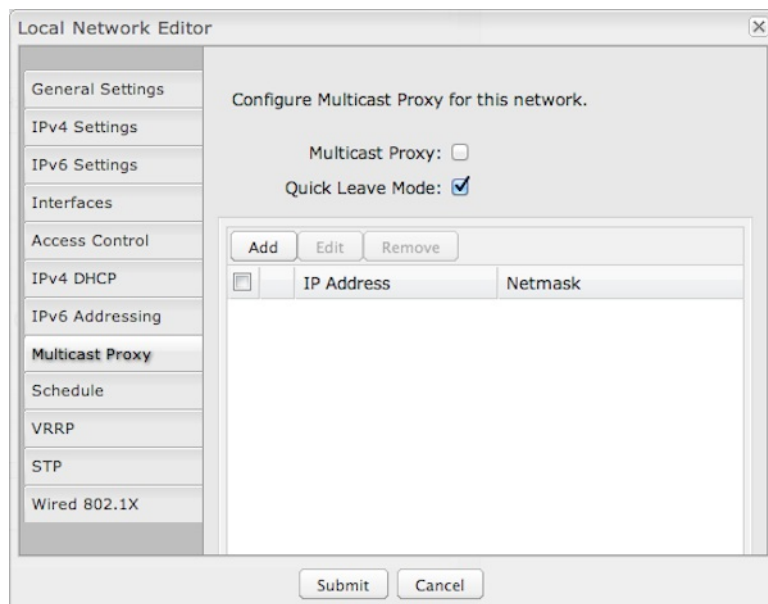 Local Network Editor
General Settings
IPv4 Settings
IPv6 Settings
Interfaces
Access Control
IPv4 DHCP
IPv6 Addressing
Multicast Proxy
Schedule
VRRP
STP
Wired 802.1X
Configure Multicast Proxy for this network.
Multicast Proxy:
Quick Leave Mode:
Add Edit Remove
IP Address Netmask
Submit Cancel